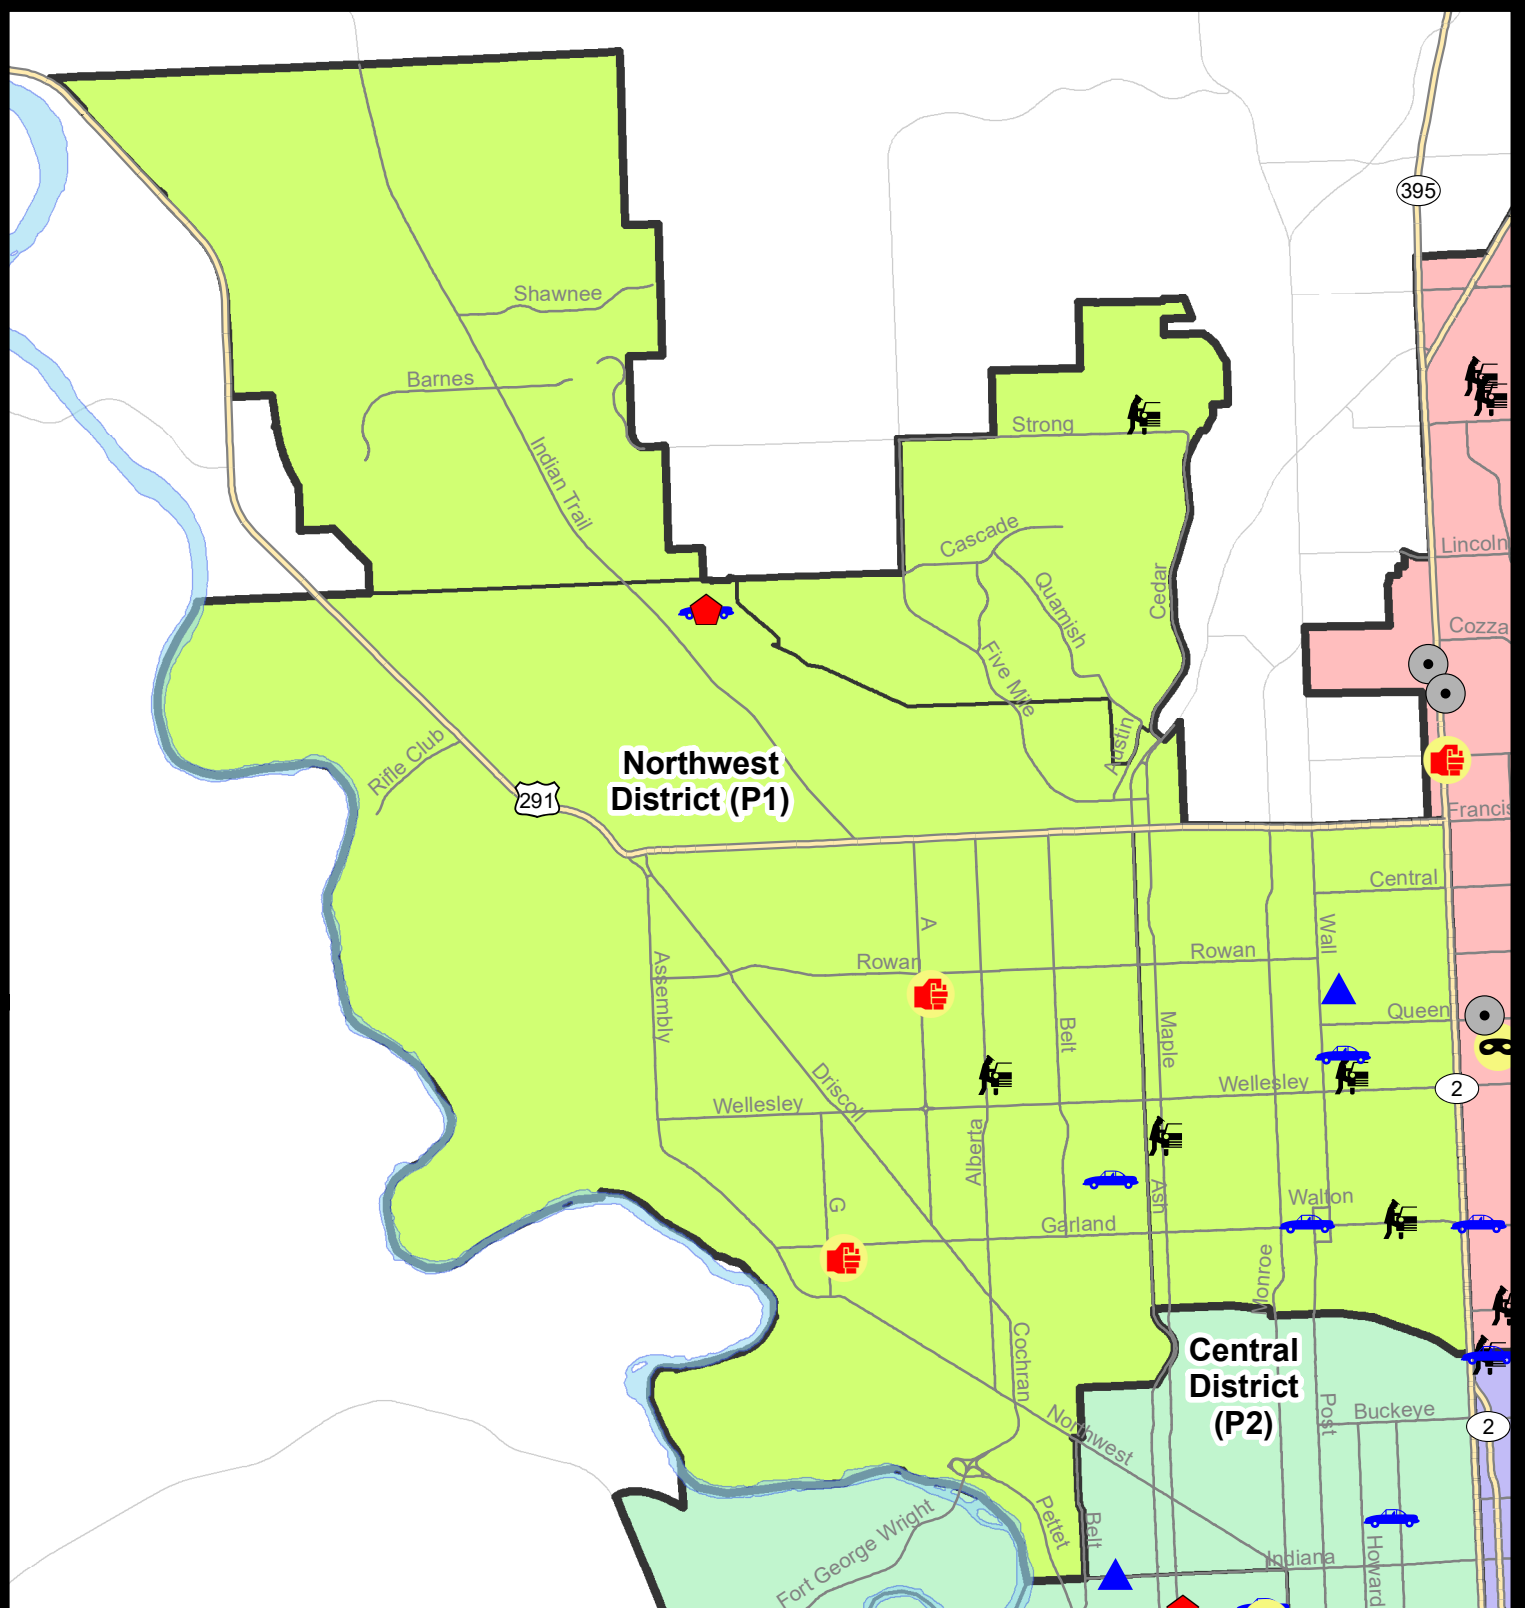 395
Shawnee
Barnes
Strong
Indian Trail
Cascade
Lincoln
Quamish
Cedar
Cozza
Five Mile
Austin
Rifle Club
Northwest
District (P1)
291
Francis
Central
A
Wall
Rowan
Rowan
Assembly
Queen
Belt
Maple
Driscoll
Wellesley
Wellesley
2
Alberta
Ash
G
Walton
Garland
Monroe
Cochran
Central
District
(P2)
Northwest
Post
Buckeye
2
Pettet
Belt
Fort George Wright
Indiana
Howard